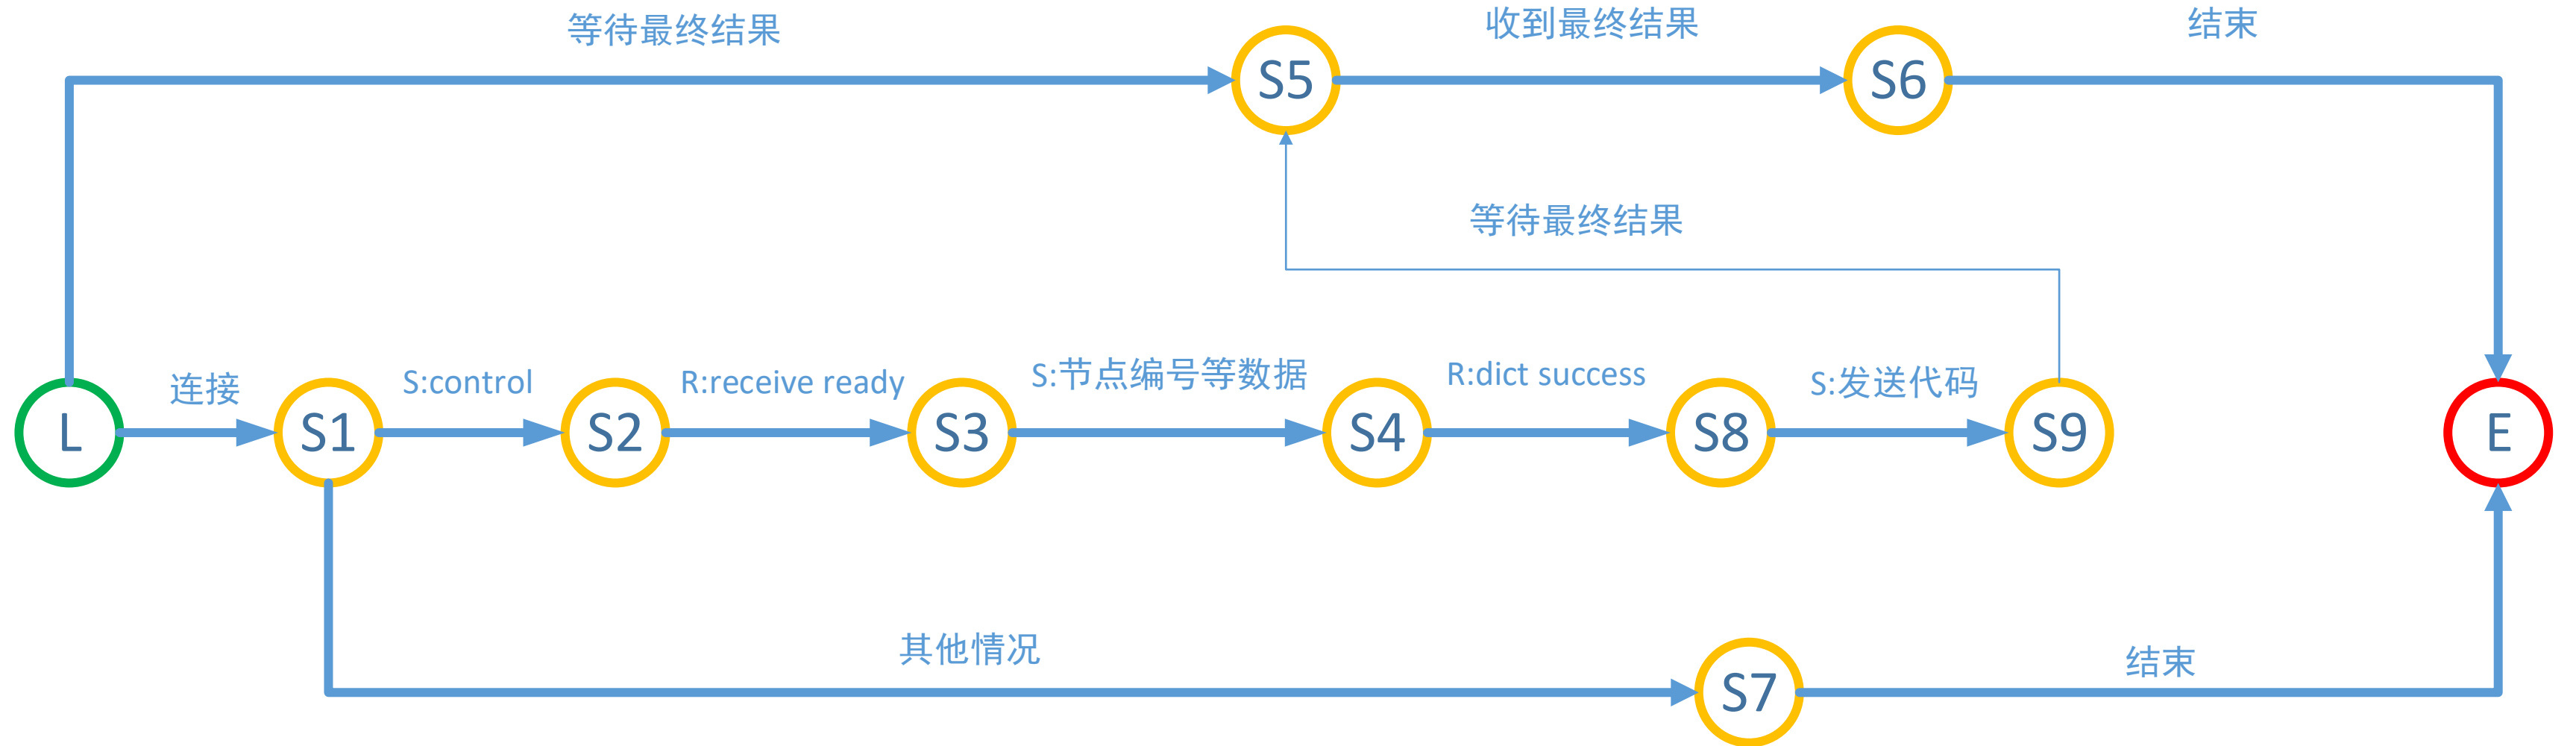 等待最终结果
收到最终结果
结束
S5
S6
等待最终结果
连接
S:control
R:receive ready
S:节点编号等数据
R:dict success
S:发送代码
L
S1
S2
S3
S4
S8
S9
E
其他情况
结束
S7